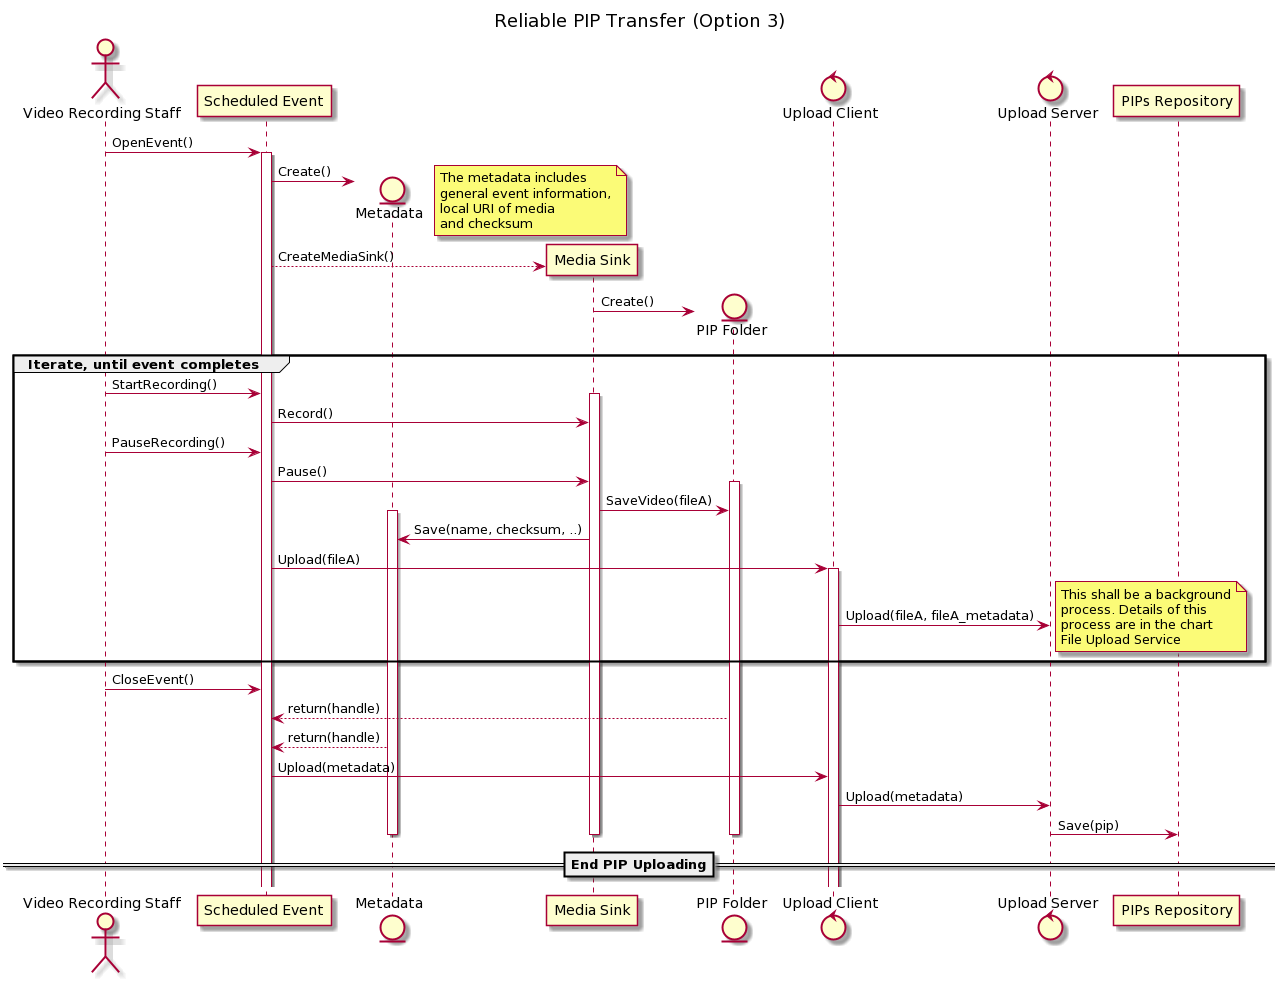 Reliable PIP Transfer (Option 3)
Video Recording Staff
Scheduled Event
Upload Client
Upload Server
PIPs Repository
OpenEvent()
Create()
Metadata
The metadata includes
general event information,
local URI of media
and checksum
CreateMediaSink()
Media Sink
Create()
PIP Folder
Iterate, until event completes
StartRecording()
Record()
PauseRecording()
Pause()
SaveVideo(fileA)
Save(name, checksum, ..)
Upload(fileA)
Upload(fileA, fileA_metadata)
This shall be a background
process. Details of this
process are in the chart
File Upload Service
CloseEvent()
return(handle)
return(handle)
Upload(metadata)
Upload(metadata)
Save(pip)
End PIP Uploading
Video Recording Staff
Scheduled Event
Metadata
Media Sink
PIP Folder
Upload Client
Upload Server
PIPs Repository